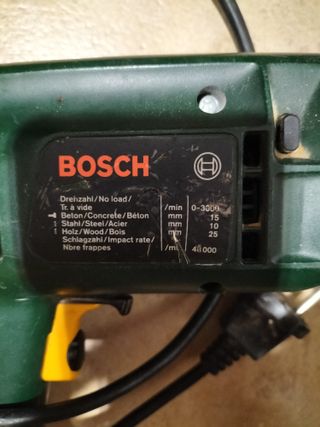 BOSCH
Drehzahl/No load/ /min 0-3000
Tr. à vide
Beton/Concrete/Béton mm 15
Stahl/Steel/Acier mm 10
Holz/Wood/Bois mm 25
Schlagzahl/Impact rate/
Nbre frappes /min 48000